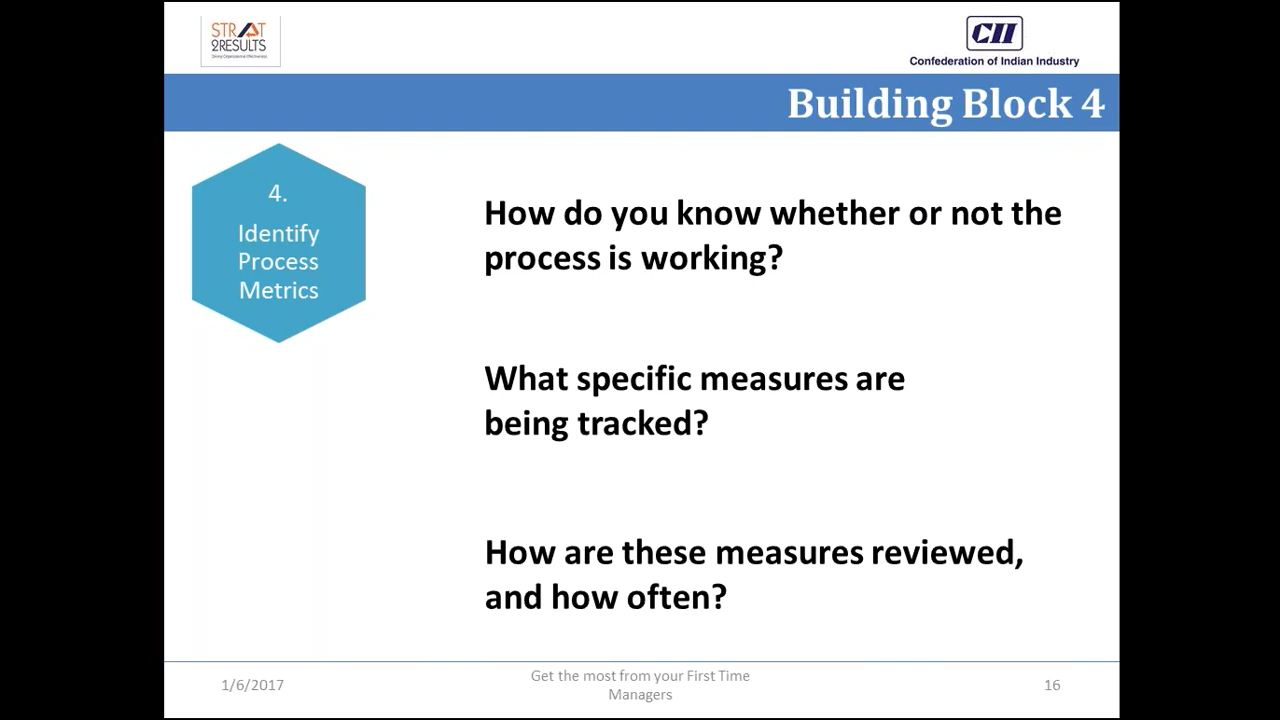 STRAT
2RESULTS
CII
Confederation of Indian Industry
Building Block 4
4.
Identify
Process
Metrics
How do you know whether or not the
process is working?
What specific measures are
being tracked?
How are these measures reviewed,
and how often?
1/6/2017
Get the most from your First Time
Managers
16